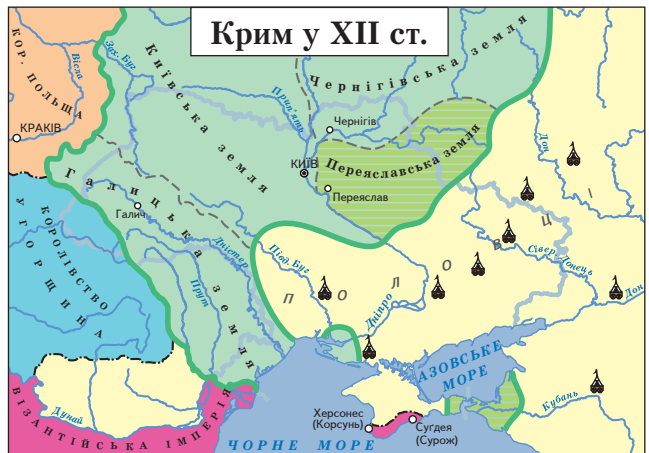 Крим у XII ст.
КОР. ПОЛЬЩА
Вісла
Зах. Буг
Київська земля
Чернігівська земля
Прип'ять
КРАКІВ
Чернігів
КИЇВ
Переяславська земля
Переяслав
Дон
Галицька земля
Галич
КОРОЛІВСТВО
УГОРЩИНА
Дністер
Прут
Півд. Буг
ПОЛОВЦІ
Дніпро
Сівер. Донець
Дон
АЗОВСЬКЕ
МОРЕ
Кубань
Дунай
ВІЗАНТІЙСЬКА ІМПЕРІЯ
Херсонес
(Корсунь)
Сугдея
(Сурож)
ЧОРНЕ МОРЕ